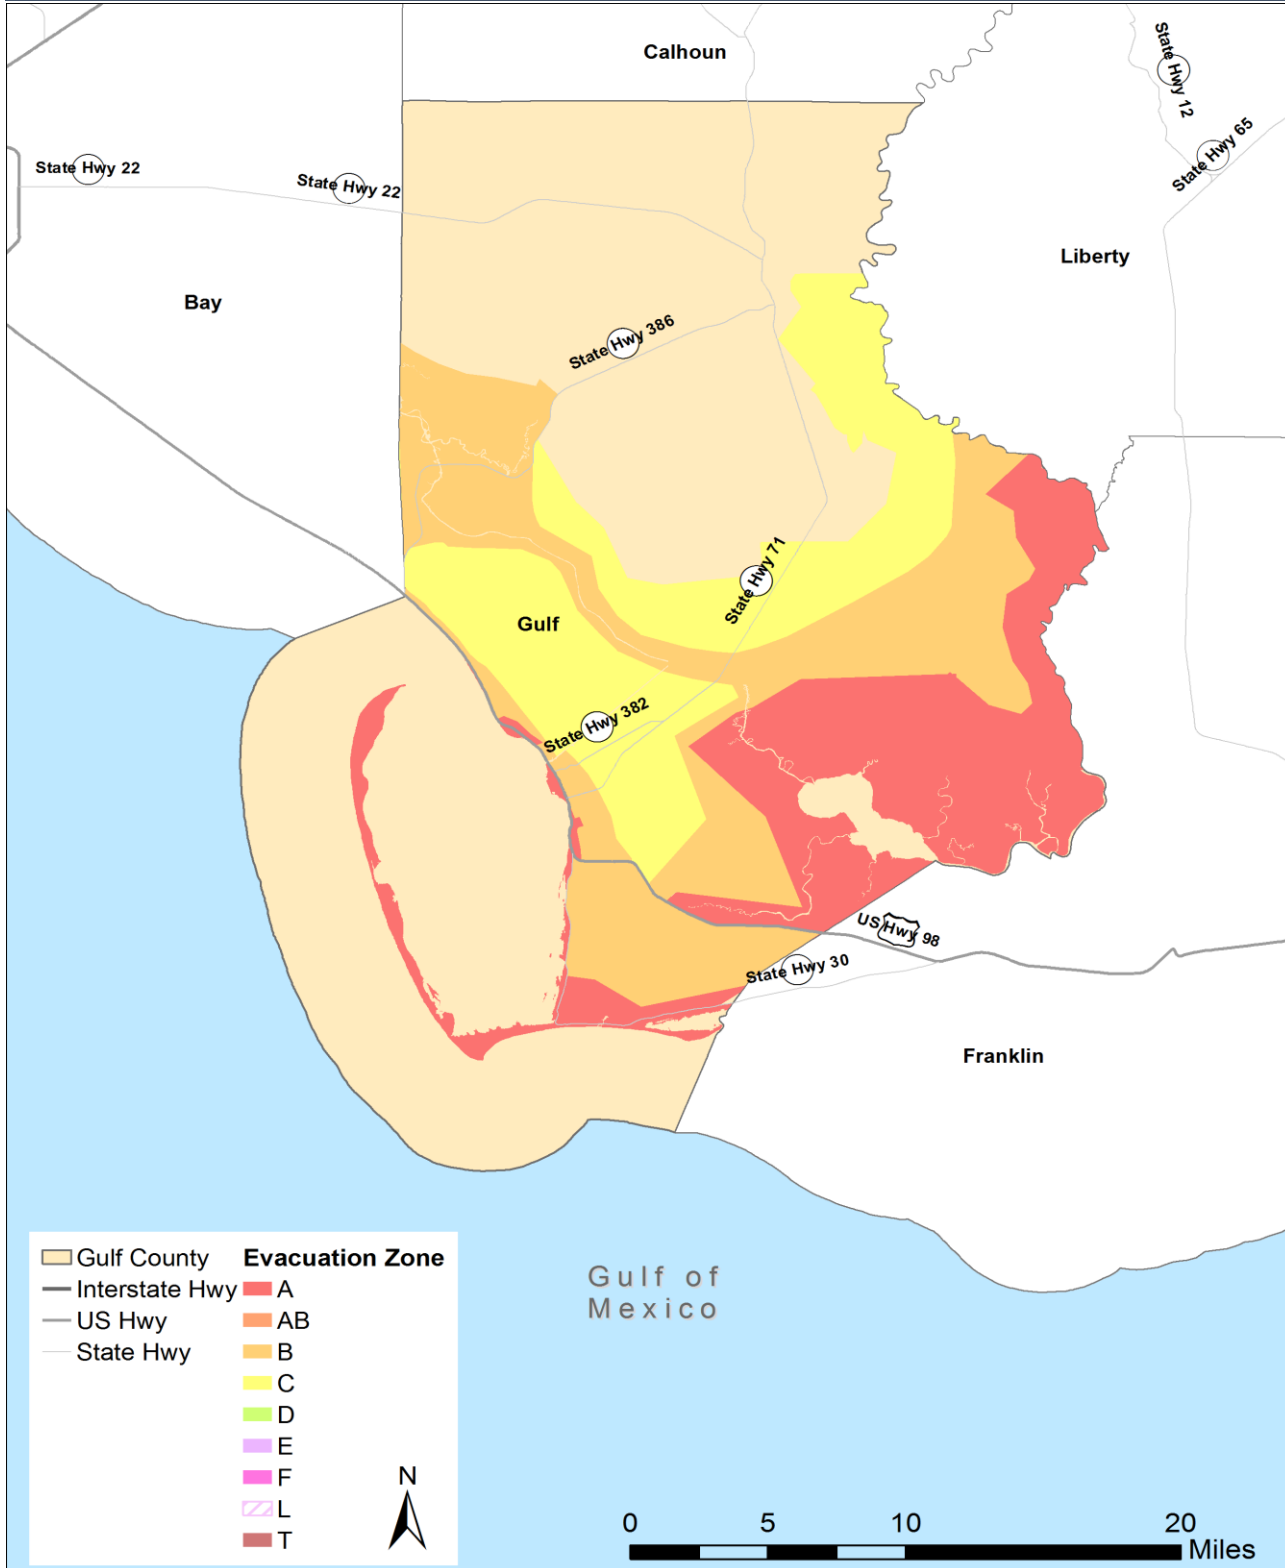 Calhoun
State Hwy 12
State Hwy 65
State Hwy 22
State Hwy 22
Liberty
Bay
State Hwy 386
State Hwy 71
Gulf
State Hwy 382
US Hwy 98
State Hwy 30
Franklin
Gulf of
Mexico
Gulf County
Interstate Hwy
US Hwy
State Hwy
Evacuation Zone
A
AB
B
C
D
E
F
L
T
N
0 5 10 20
Miles